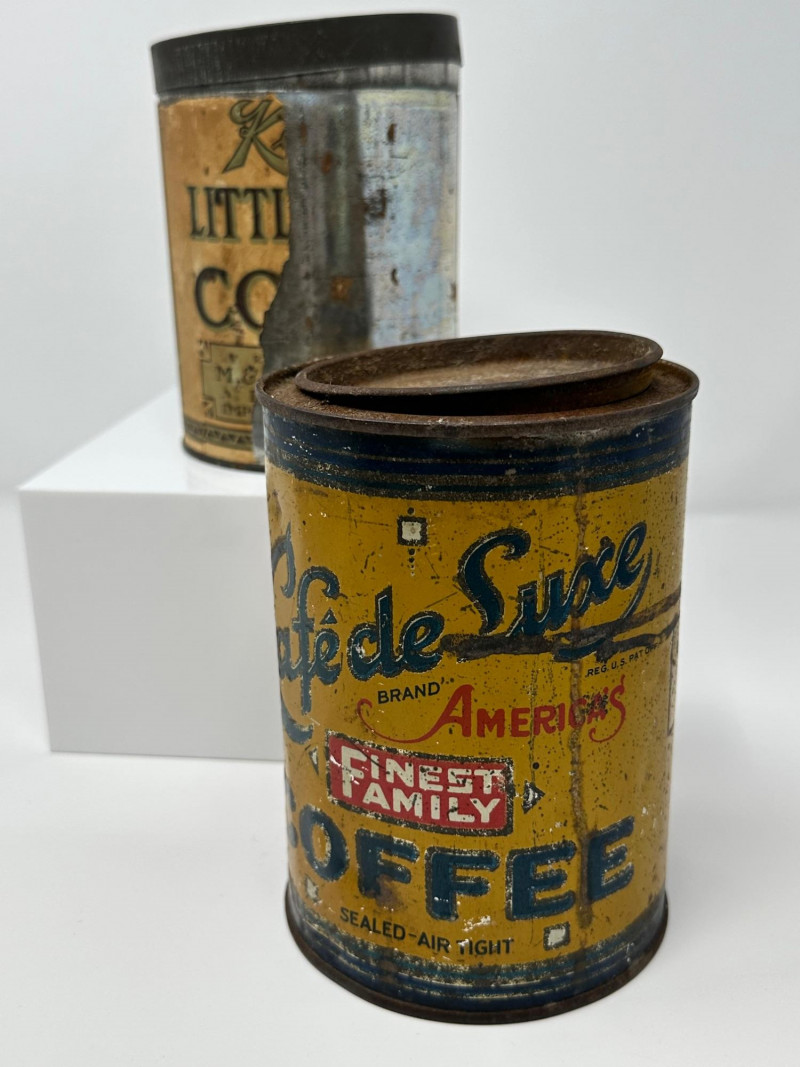 LITTL
CO
M.G
Café de Luxe
REG. U.S. PAT. OFF
BRAND
AMERICA'S
FINEST
FAMILY
COFFEE
SEALED-AIR TIGHT